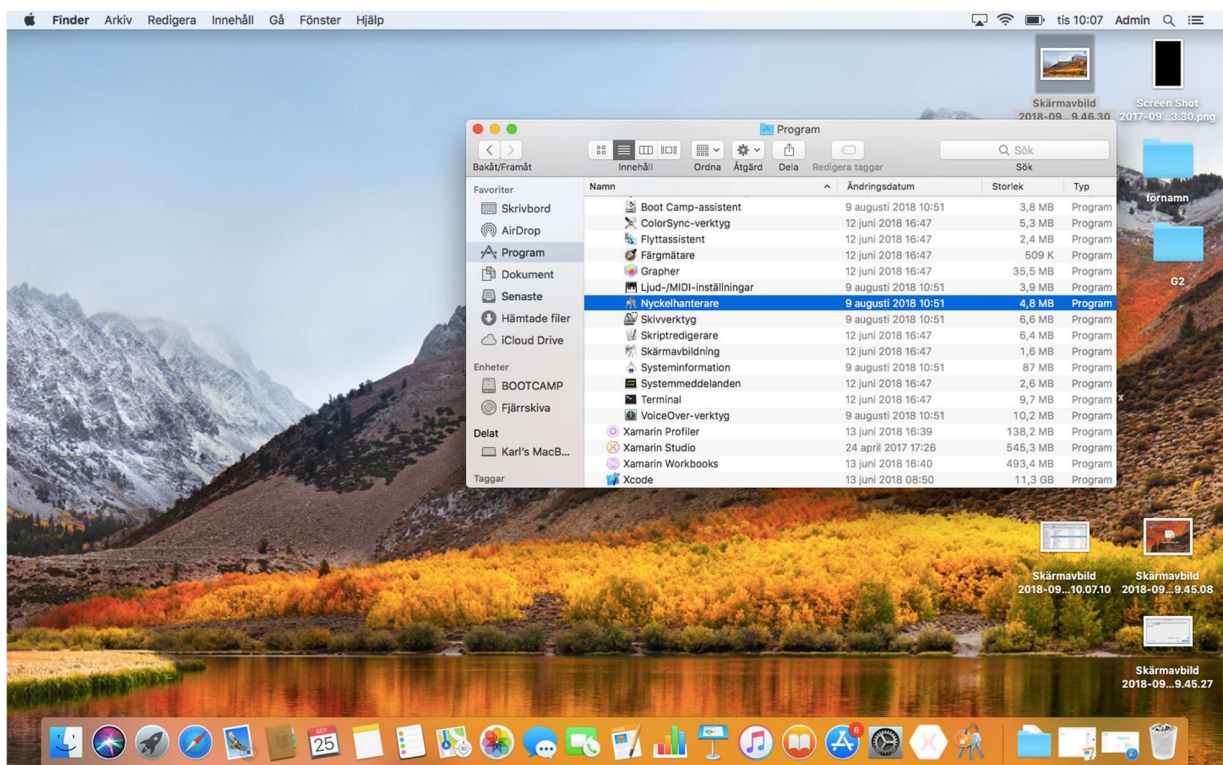 Finder Arkiv Redigera Innehåll Gå Fönster Hjälp tis 10:07 Admin
Skärmavbild
2018-09...9.46.30
Screen Shot
2017-09...3.30.png
förnamn
G2
Program
Bakåt/Framåt Innehåll Ordna Åtgärd Dela Redigera taggar Sök
Sök
Favoriter
Skrivbord
AirDrop
Program
Dokument
Senaste
Hämtade filer
iCloud Drive
Enheter
BOOTCAMP
Fjärrskiva
Delat
Karl's MacB...
Taggar
Namn Ändringsdatum Storlek Typ
Boot Camp-assistent 9 augusti 2018 10:51 3,8 MB Program
ColorSync-verktyg 12 juni 2018 16:47 5,3 MB Program
Flyttassistent 12 juni 2018 16:47 2,4 MB Program
Färgmätare 12 juni 2018 16:47 509 K Program
Grapher 12 juni 2018 16:47 35,5 MB Program
Ljud-/MIDI-inställningar 9 augusti 2018 10:51 3,9 MB Program
Nyckelhanterare 9 augusti 2018 10:51 4,8 MB Program
Skivverktyg 9 augusti 2018 10:51 6,6 MB Program
Skriptredigerare 12 juni 2018 16:47 6,4 MB Program
Skärmavbildning 12 juni 2018 16:47 1,6 MB Program
Systeminformation 9 augusti 2018 10:51 87 MB Program
Systemmeddelanden 12 juni 2018 16:47 2,6 MB Program
Terminal 12 juni 2018 16:47 9,7 MB Program
VoiceOver-verktyg 9 augusti 2018 10:51 10,2 MB Program
Xamarin Profiler 13 juni 2018 16:39 138,2 MB Program
Xamarin Studio 24 april 2017 17:26 545,3 MB Program
Xamarin Workbooks 13 juni 2018 16:40 493,4 MB Program
Xcode 13 juni 2018 08:50 11,3 GB Program
x
Skärmavbild
2018-09...10.07.10
Skärmavbild
2018-09...9.45.08
Skärmavbild
2018-09...9.45.27
SEP
25
6